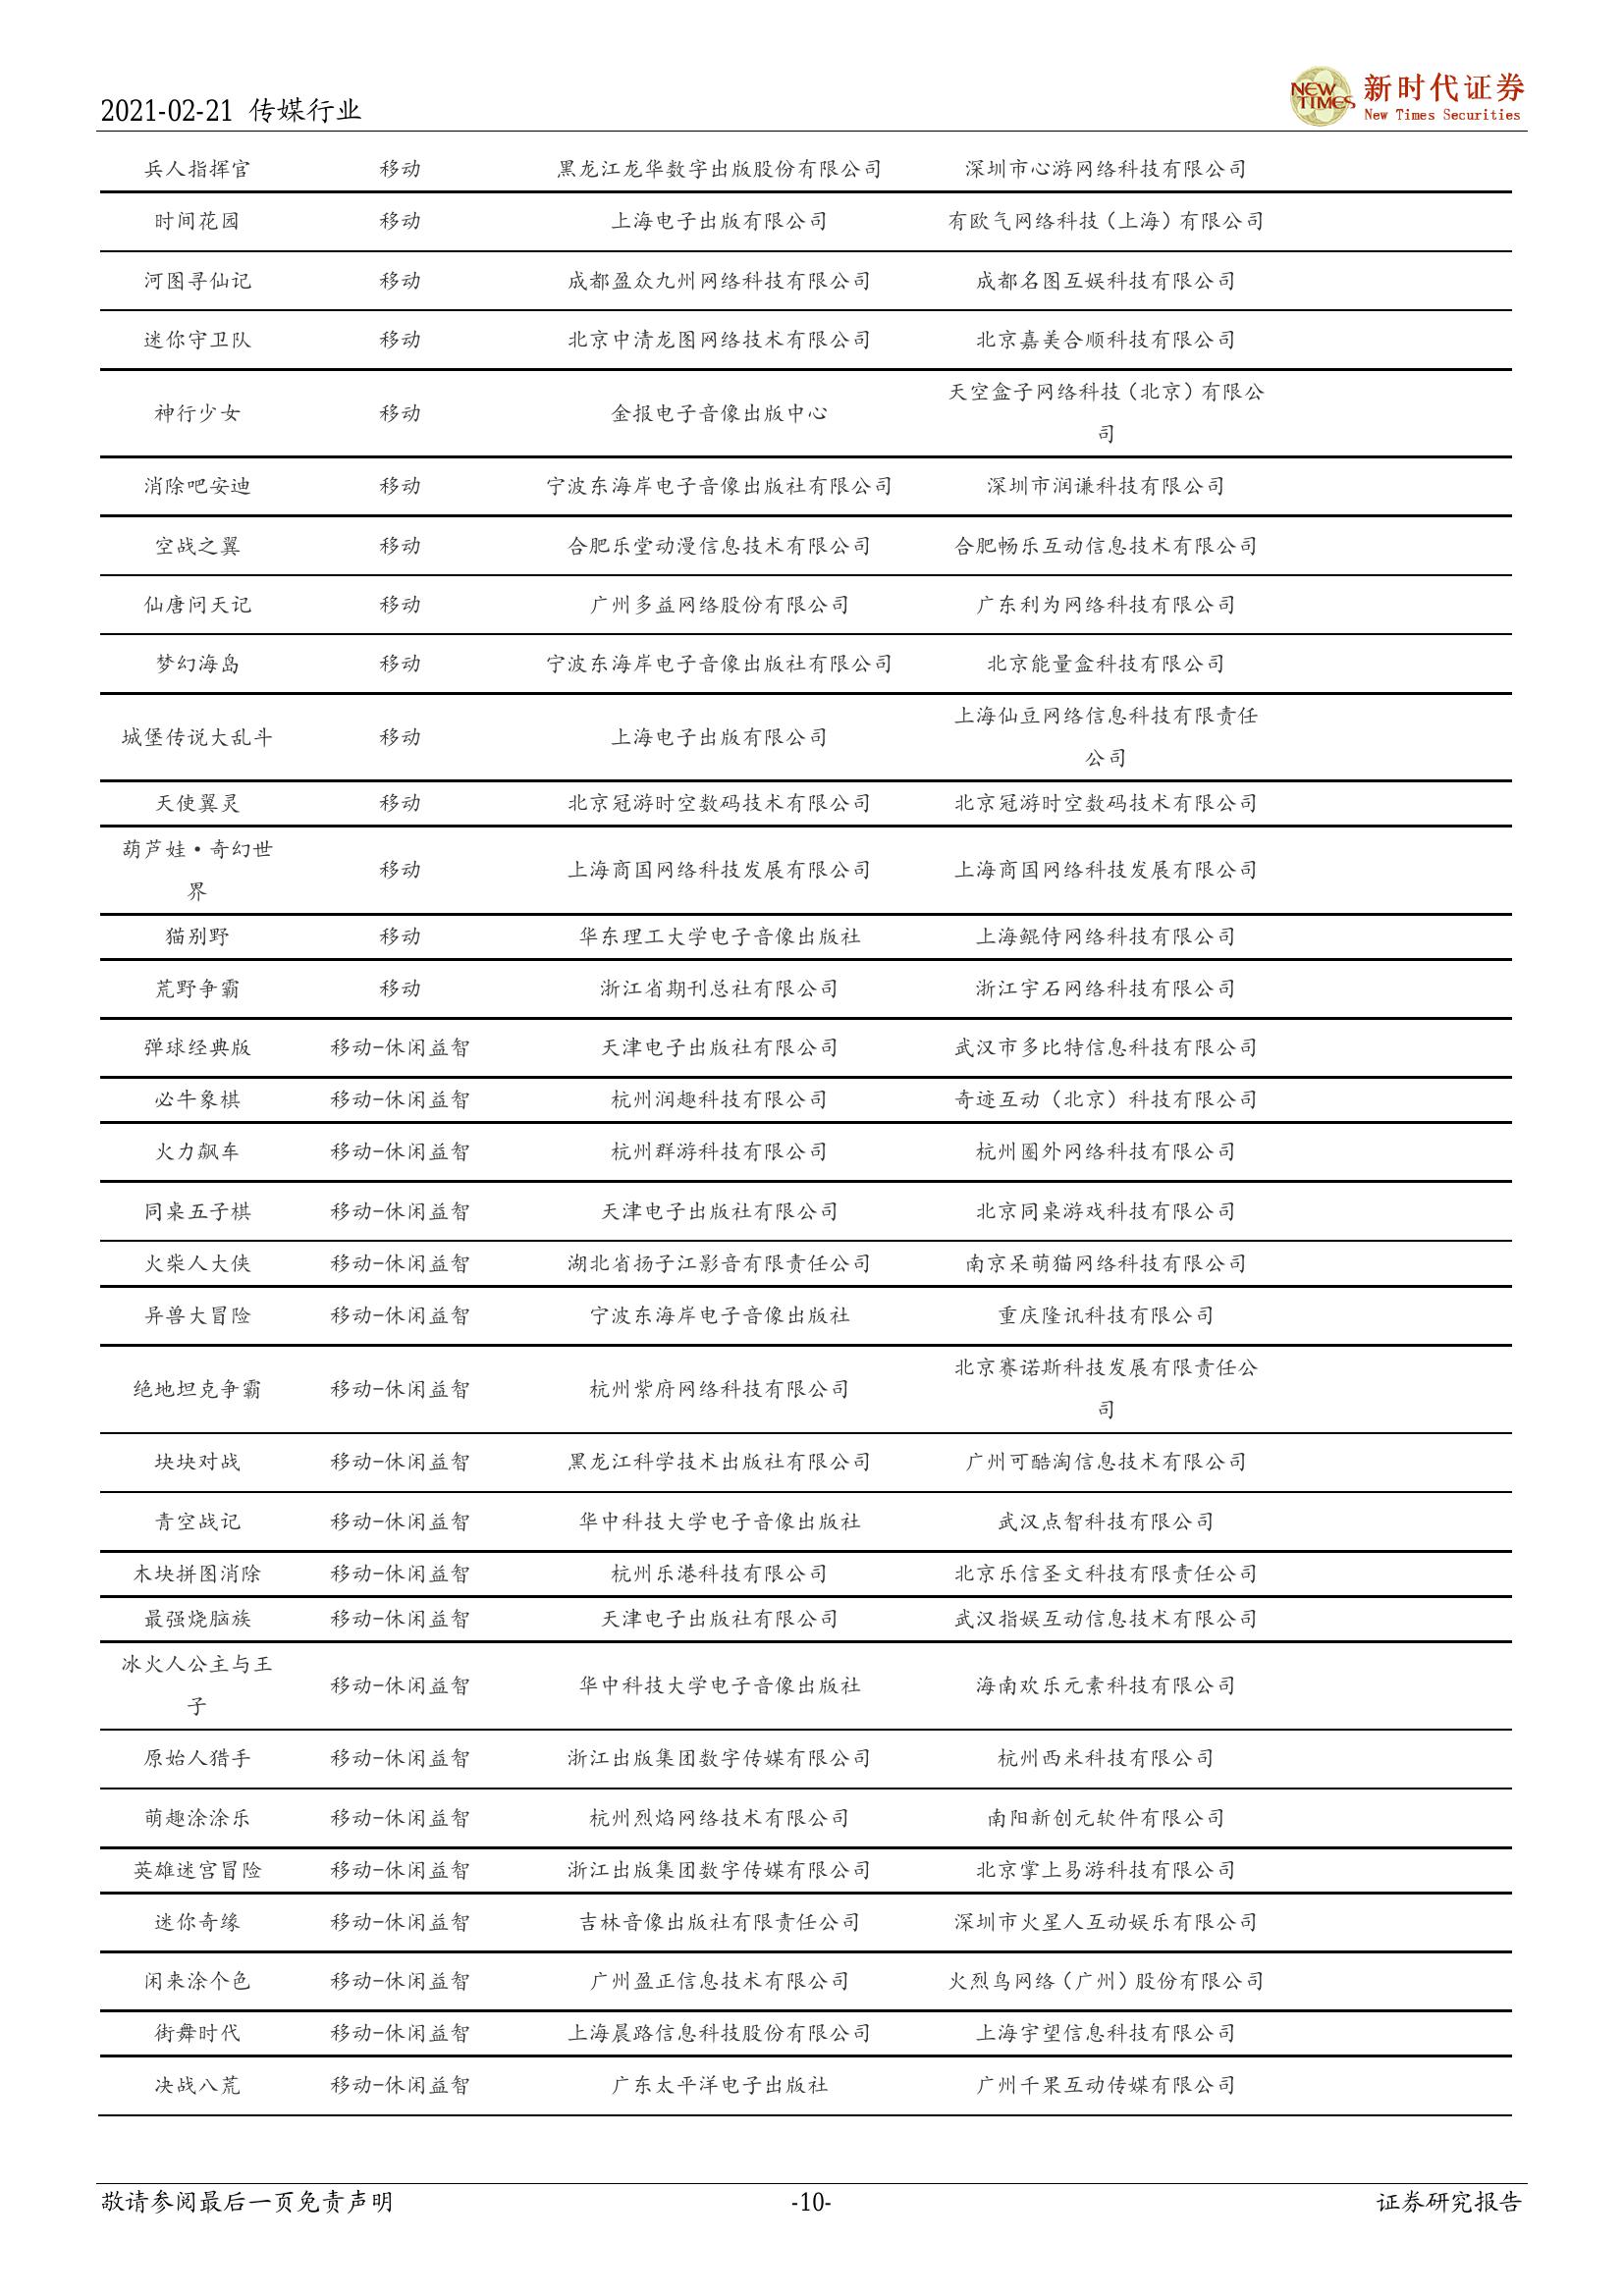 2021-02-21 传媒行业
NEW TIMES 新时代证券
New Times Securities
兵人指挥官 移动 黑龙江龙华数字出版股份有限公司 深圳市心游网络科技有限公司
时间花园 移动 上海电子出版有限公司 有欧气网络科技（上海）有限公司
河图寻仙记 移动 成都盈众九州网络科技有限公司 成都名图互娱科技有限公司
迷你守卫队 移动 北京中清龙图网络技术有限公司 北京嘉美合顺科技有限公司
神行少女 移动 金报电子音像出版中心 天空盒子网络科技（北京）有限公
司
消除吧安迪 移动 宁波东海岸电子音像出版社有限公司 深圳市润谦科技有限公司
空战之翼 移动 合肥乐堂动漫信息技术有限公司 合肥畅乐互动信息技术有限公司
仙唐问天记 移动 广州多益网络股份有限公司 广东利为网络科技有限公司
梦幻海岛 移动 宁波东海岸电子音像出版社有限公司 北京能量盒科技有限公司
城堡传说大乱斗 移动 上海电子出版有限公司 上海仙豆网络信息科技有限责任
公司
天使翼灵 移动 北京冠游时空数码技术有限公司 北京冠游时空数码技术有限公司
葫芦娃·奇幻世
界 移动 上海商国网络科技发展有限公司 上海商国网络科技发展有限公司
猫别野 移动 华东理工大学电子音像出版社 上海鲲侍网络科技有限公司
荒野争霸 移动 浙江省期刊总社有限公司 浙江宇石网络科技有限公司
弹球经典版 移动-休闲益智 天津电子出版社有限公司 武汉市多比特信息科技有限公司
必牛象棋 移动-休闲益智 杭州润趣科技有限公司 奇迹互动（北京）科技有限公司
火力飙车 移动-休闲益智 杭州群游科技有限公司 杭州圈外网络科技有限公司
同桌五子棋 移动-休闲益智 天津电子出版社有限公司 北京同桌游戏科技有限公司
火柴人大侠 移动-休闲益智 湖北省扬子江影音有限责任公司 南京呆萌猫网络科技有限公司
异兽大冒险 移动-休闲益智 宁波东海岸电子音像出版社 重庆隆讯科技有限公司
绝地坦克争霸 移动-休闲益智 杭州紫府网络科技有限公司 北京赛诺斯科技发展有限责任公
司
块块对战 移动-休闲益智 黑龙江科学技术出版社有限公司 广州可酷淘信息技术有限公司
青空战记 移动-休闲益智 华中科技大学电子音像出版社 武汉点智科技有限公司
木块拼图消除 移动-休闲益智 杭州乐港科技有限公司 北京乐信圣文科技有限责任公司
最强烧脑族 移动-休闲益智 天津电子出版社有限公司 武汉指娱互动信息技术有限公司
冰火人公主与王
子 移动-休闲益智 华中科技大学电子音像出版社 海南欢乐元素科技有限公司
原始人猎手 移动-休闲益智 浙江出版集团数字传媒有限公司 杭州西米科技有限公司
萌趣涂涂乐 移动-休闲益智 杭州烈焰网络技术有限公司 南阳新创元软件有限公司
英雄迷宫冒险 移动-休闲益智 浙江出版集团数字传媒有限公司 北京掌上易游科技有限公司
迷你奇缘 移动-休闲益智 吉林音像出版社有限责任公司 深圳市火星人互动娱乐有限公司
闲来涂个色 移动-休闲益智 广州盈正信息技术有限公司 火烈鸟网络（广州）股份有限公司
街舞时代 移动-休闲益智 上海晨路信息科技股份有限公司 上海宇望信息科技有限公司
决战八荒 移动-休闲益智 广东太平洋电子出版社 广州千果互动传媒有限公司
敬请参阅最后一页免责声明 -10- 证券研究报告